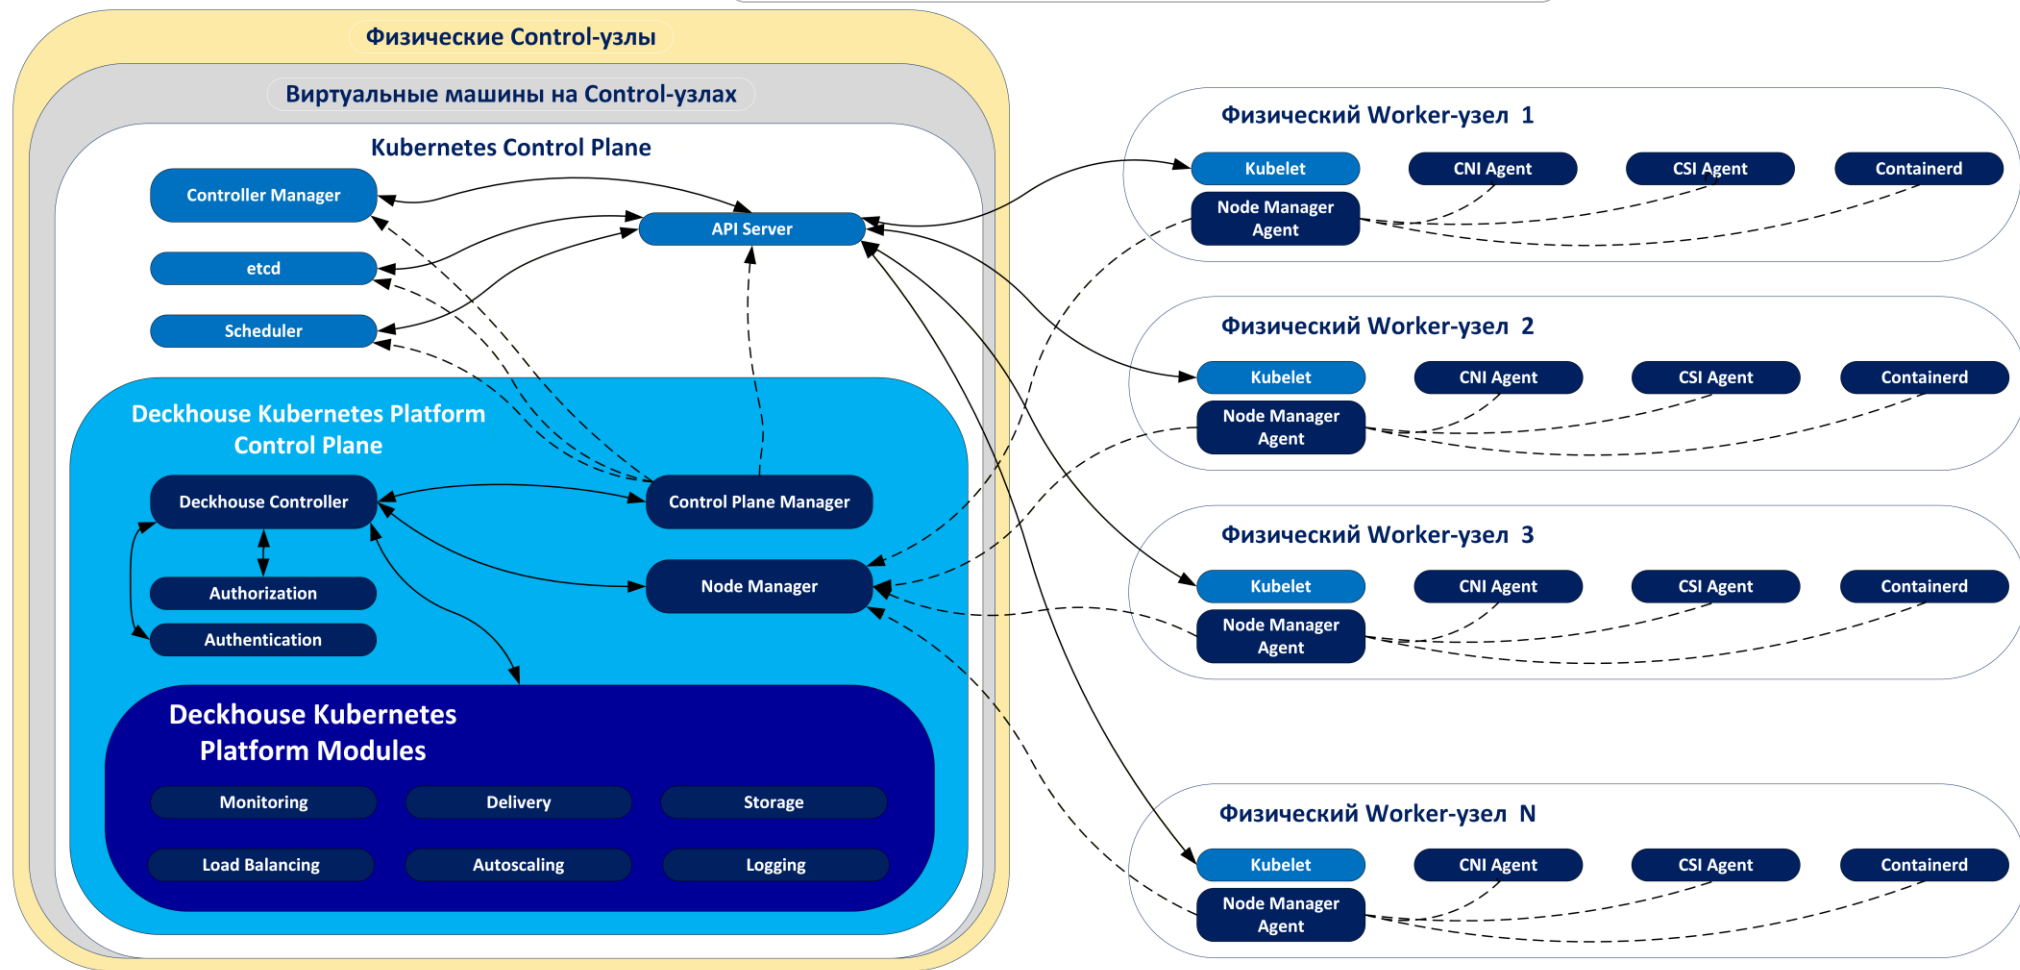 Физические Control-узлы
Виртуальные машины на Control-узлах
Kubernetes Control Plane
Controller Manager
API Server
etcd
Scheduler
Deckhouse Kubernetes Platform
Control Plane
Deckhouse Controller
Control Plane Manager
Node Manager
Authorization
Authentication
Deckhouse Kubernetes
Platform Modules
Monitoring
Delivery
Storage
Load Balancing
Autoscaling
Logging
Физический Worker-узел 1
Kubelet
CNI Agent
CSI Agent
Containerd
Node Manager
Agent
Физический Worker-узел 2
Kubelet
CNI Agent
CSI Agent
Containerd
Node Manager
Agent
Физический Worker-узел 3
Kubelet
CNI Agent
CSI Agent
Containerd
Node Manager
Agent
Физический Worker-узел N
Kubelet
CNI Agent
CSI Agent
Containerd
Node Manager
Agent